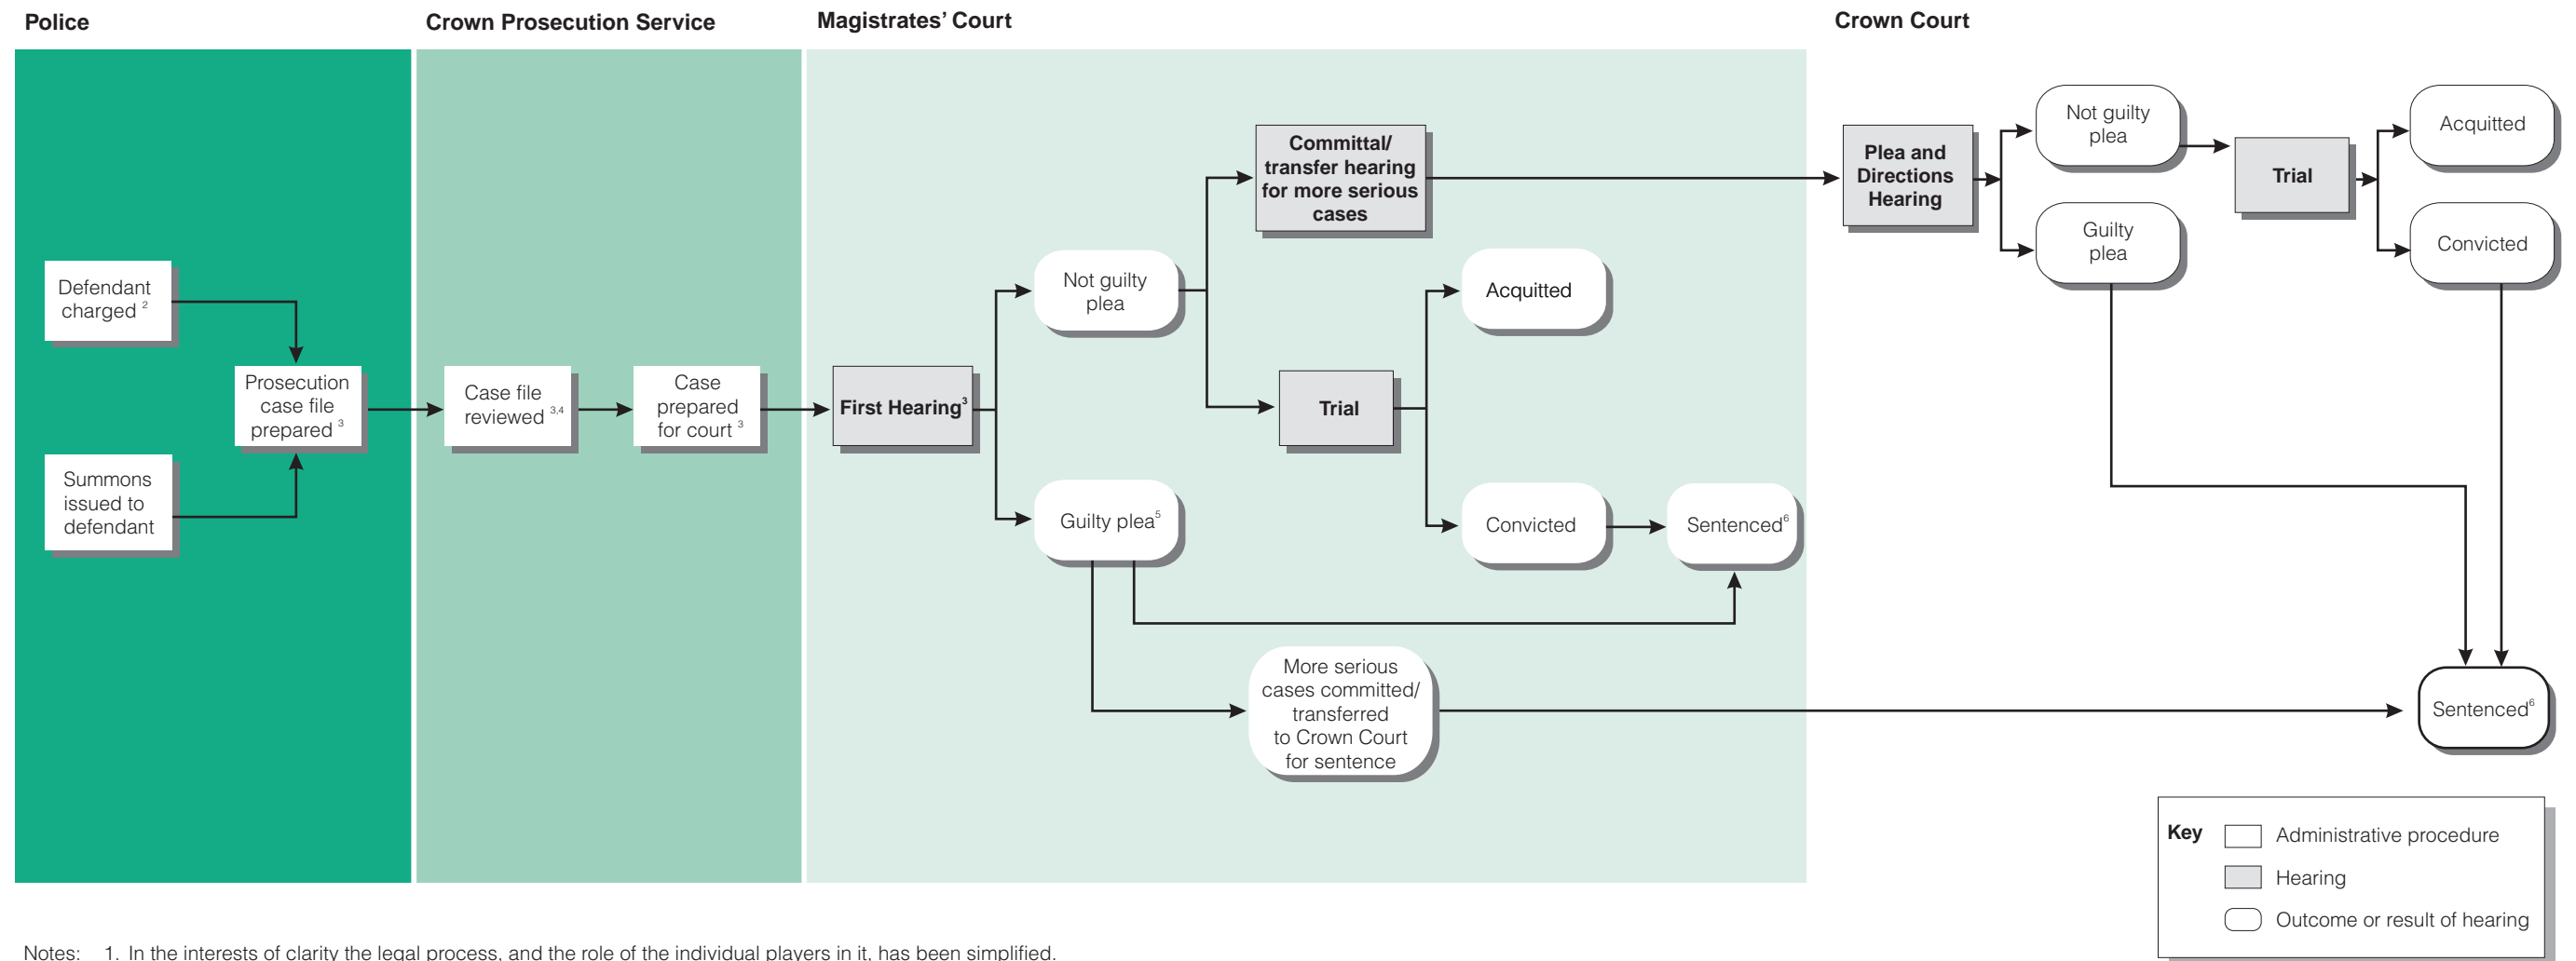 Police
Crown Prosecution Service
Magistrates’ Court
Crown Court
Defendant
charged 2
Summons
issued to
defendant
Prosecution
case file
prepared 3
Case file
reviewed 3,4
Case
prepared
for court 3
First Hearing3
Not guilty
plea
Guilty plea5
Committal/
transfer hearing
for more serious
cases
Trial
Acquitted
Convicted
Sentenced6
More serious
cases committed/
transferred
to Crown Court
for sentence
Plea and
Directions
Hearing
Not guilty
plea
Guilty
plea
Trial
Acquitted
Convicted
Sentenced6
Key
Administrative procedure
Hearing
Outcome or result of hearing
Notes: 1. In the interests of clarity the legal process, and the role of the individual players in it, has been simplified.